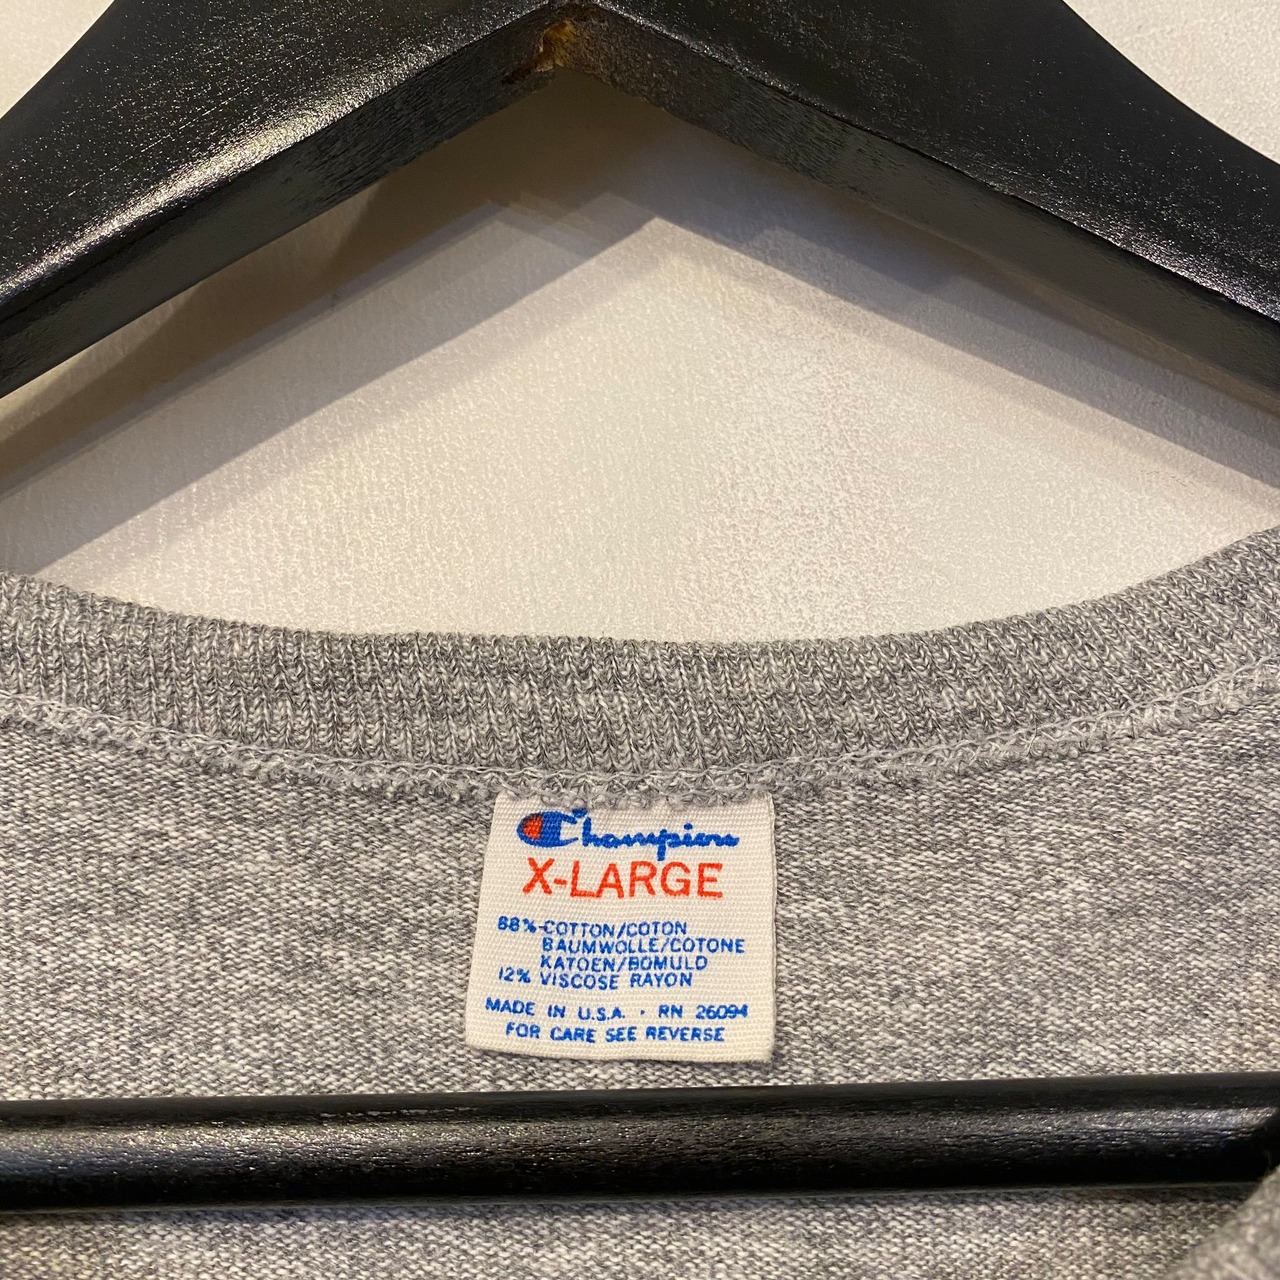 Champion
X-LARGE
88% COTTON/COTON
BAUMWOLLE/COTONE
KATOEN/BOMULD
12% VISCOSE RAYON
MADE IN U.S.A. · RN 26094
FOR CARE SEE REVERSE